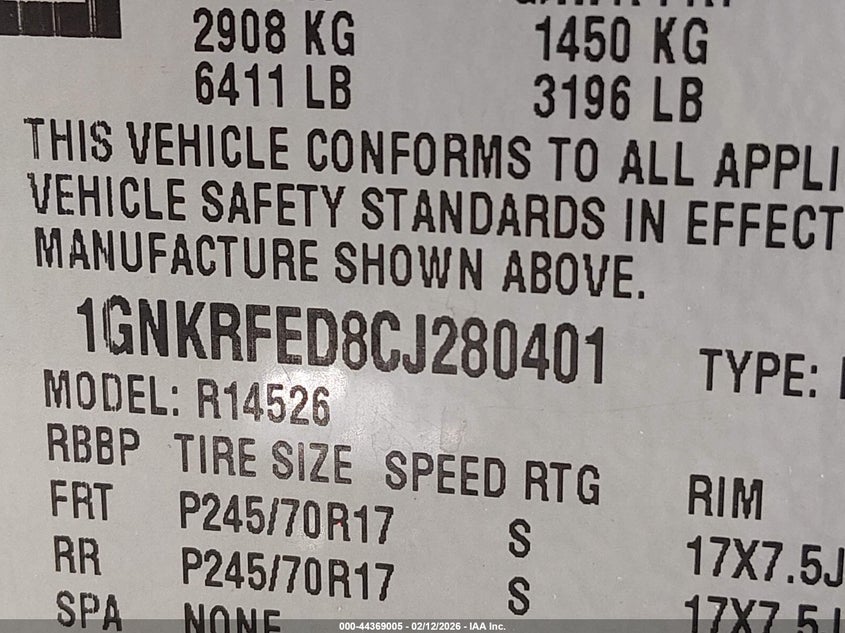 2908 KG 1450 KG
6411 LB 3196 LB
THIS VEHICLE CONFORMS TO ALL APPLI
VEHICLE SAFETY STANDARDS IN EFFECT
MANUFACTURE SHOWN ABOVE.
1GNKRFED8CJ280401 TYPE:
MODEL: R14526
RBBP TIRE SIZE SPEED RTG RIM
FRT P245/70R17 S 17X7.5J
RR P245/70R17 S 17X7.5J
SPA NONE
000-44369005 - 02/12/2026 - IAA Inc.